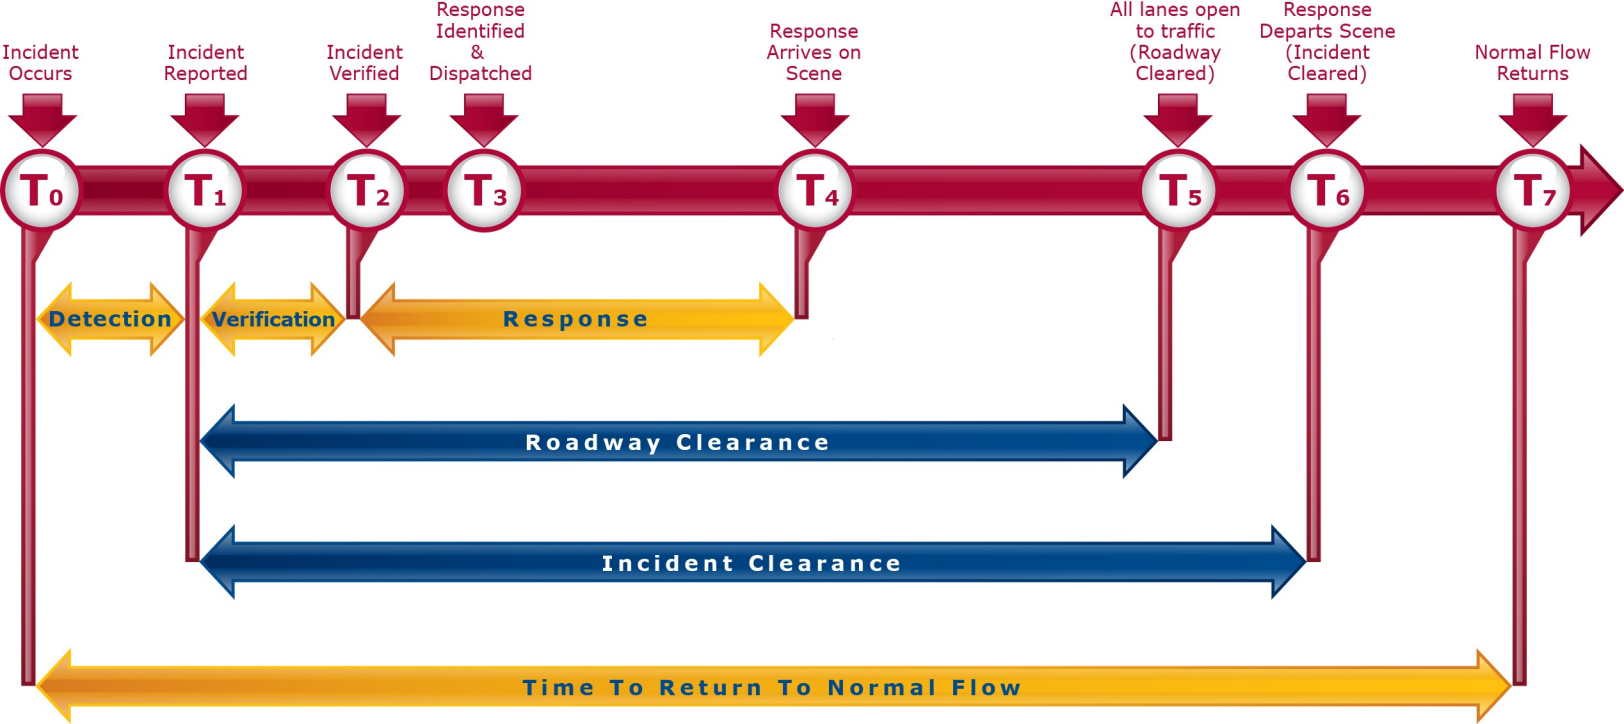 Incident
Occurs
Incident
Reported
Incident
Verified
Response
Identified
&
Dispatched
Response
Arrives on
Scene
All lanes open
to traffic
(Roadway
Cleared)
Response
Departs Scene
(Incident
Cleared)
Normal Flow
Returns
T0
T1
T2
T3
T4
T5
T6
T7
Detection
Verification
Response
Roadway Clearance
Incident Clearance
Time To Return To Normal Flow